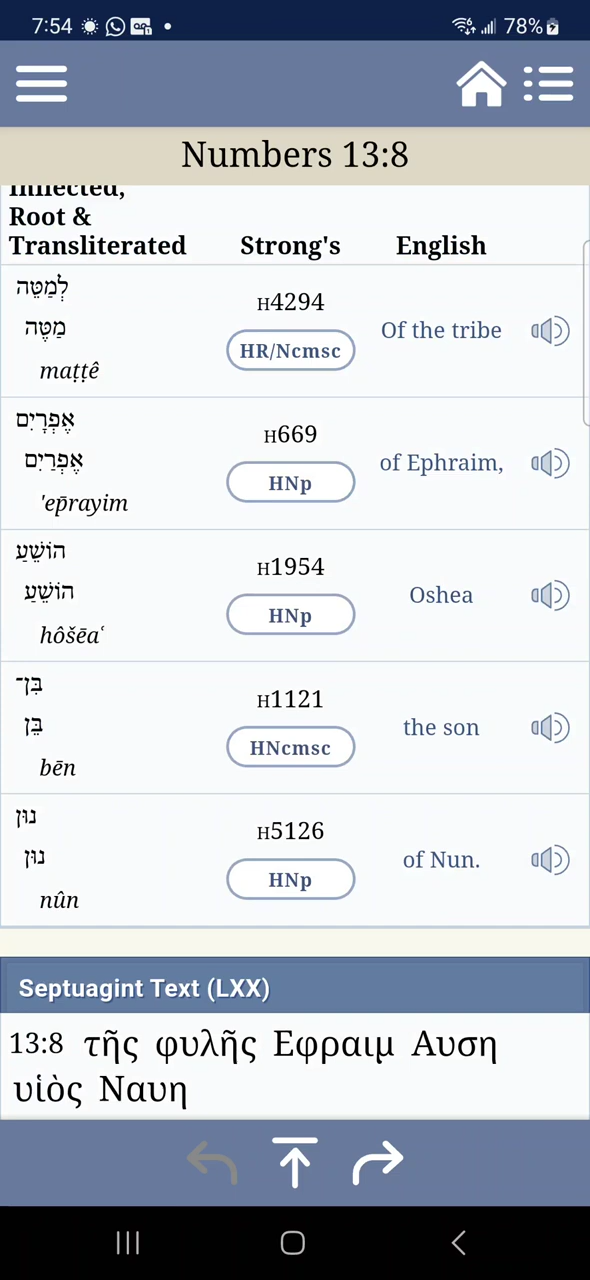 7:54 78%
Numbers 13:8
Inflected,
Root &
Transliterated Strong's English
לְמַטֵּה
מַטֶּה
maṭṭê
H4294
HR/Ncmsc
Of the tribe
אֶפְרָיִם
אֶפְרַיִם
'ep̄rayim
H669
HNp
of Ephraim,
הוֹשֵׁעַ
הוֹשֵׁעַ
hôšēaʿ
H1954
HNp
Oshea
בִּן־
בֵּן
bēn
H1121
HNcmsc
the son
נוּן
נוּן
nûn
H5126
HNp
of Nun.
Septuagint Text (LXX)
13:8 τῆς φυλῆς Εφραιμ Αυση
υἱὸς Ναυη